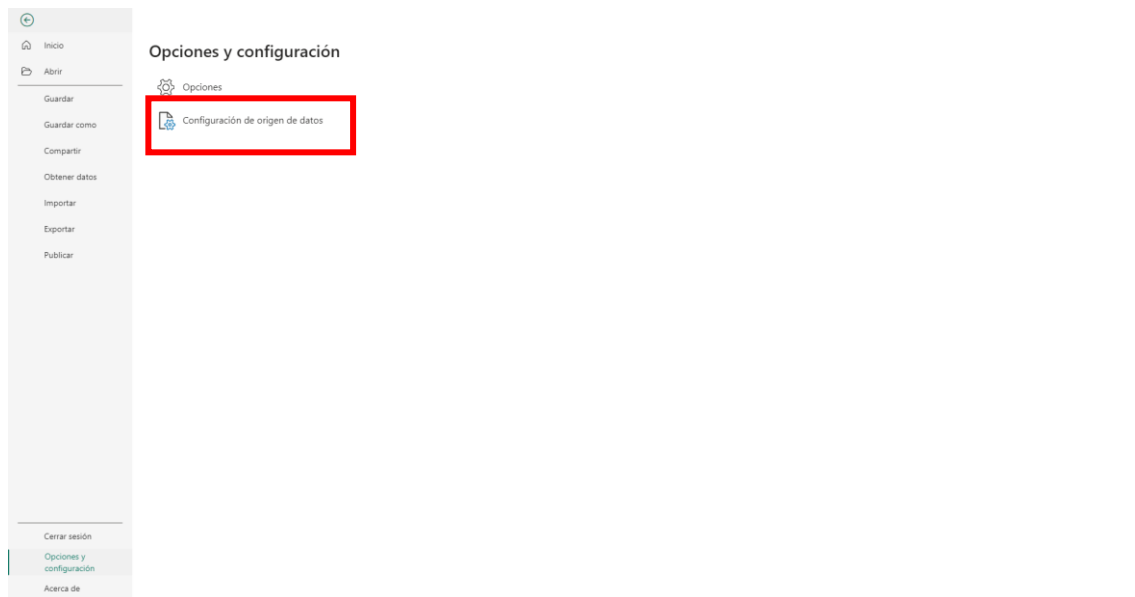 Inicio
Abrir
Guardar
Guardar como
Compartir
Obtener datos
Importar
Exportar
Publicar
Cerrar sesión
Opciones y
configuración
Acerca de
Opciones y configuración
Opciones
Configuración de origen de datos